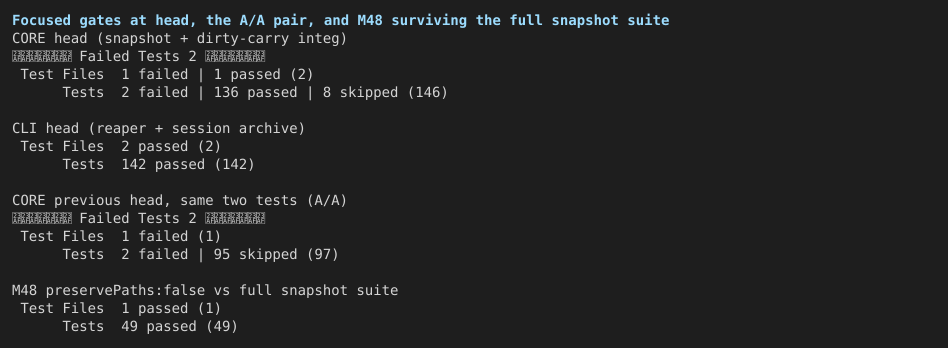 Focused gates at head, the A/A pair, and M48 surviving the full snapshot suite
CORE head (snapshot + dirty-carry integ)
Failed Tests 2
Test Files  1 failed | 1 passed (2)
Tests  2 failed | 136 passed | 8 skipped (146)
CLI head (reaper + session archive)
Test Files  2 passed (2)
Tests  142 passed (142)
CORE previous head, same two tests (A/A)
Failed Tests 2
Test Files  1 failed (1)
Tests  2 failed | 95 skipped (97)
M48 preservePaths:false vs full snapshot suite
Test Files  1 passed (1)
Tests  49 passed (49)